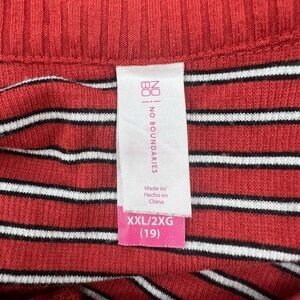 NO
BO
NO BOUNDARIES
Made in/
Hecho en
China
XXL/2XG
(19)